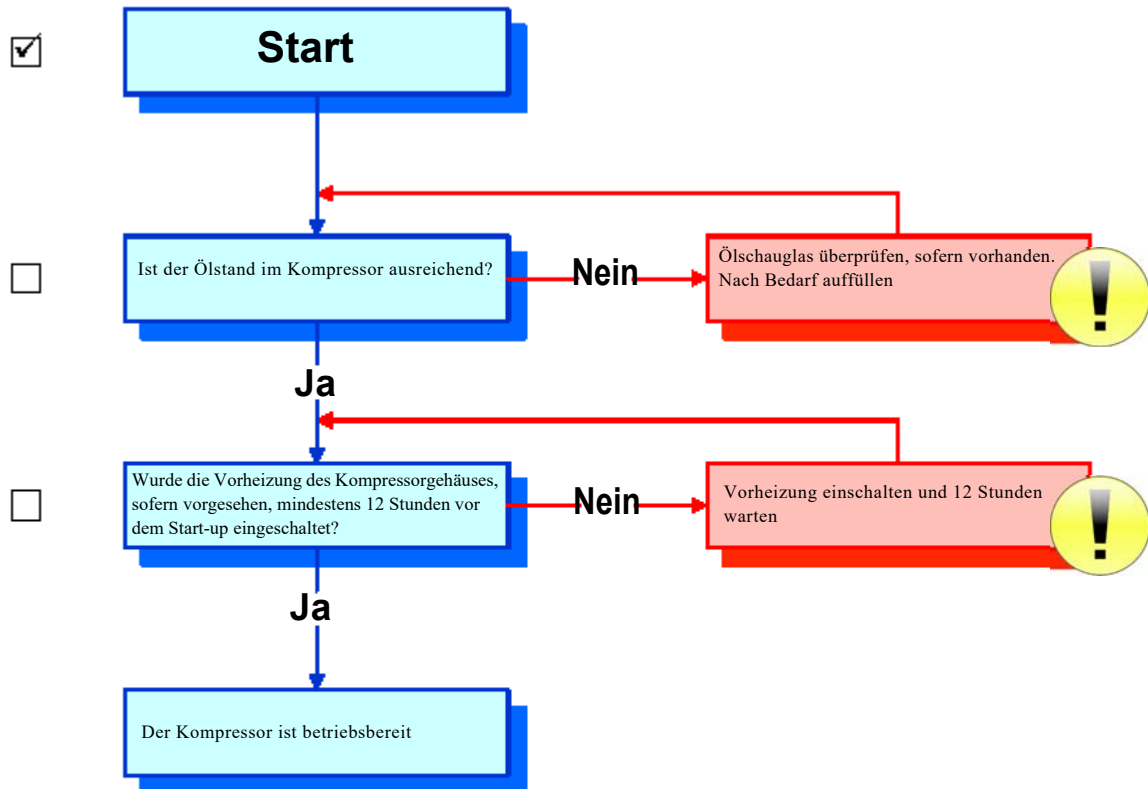 Start
Ist der Ölstand im Kompressor ausreichend?
Nein
Ölschauglas überprüfen, sofern vorhanden.
Nach Bedarf auffüllen
Ja
Wurde die Vorheizung des Kompressorgehäuses,
sofern vorgesehen, mindestens 12 Stunden vor
dem Start-up eingeschaltet?
Nein
Vorheizung einschalten und 12 Stunden
warten
Ja
Der Kompressor ist betriebsbereit